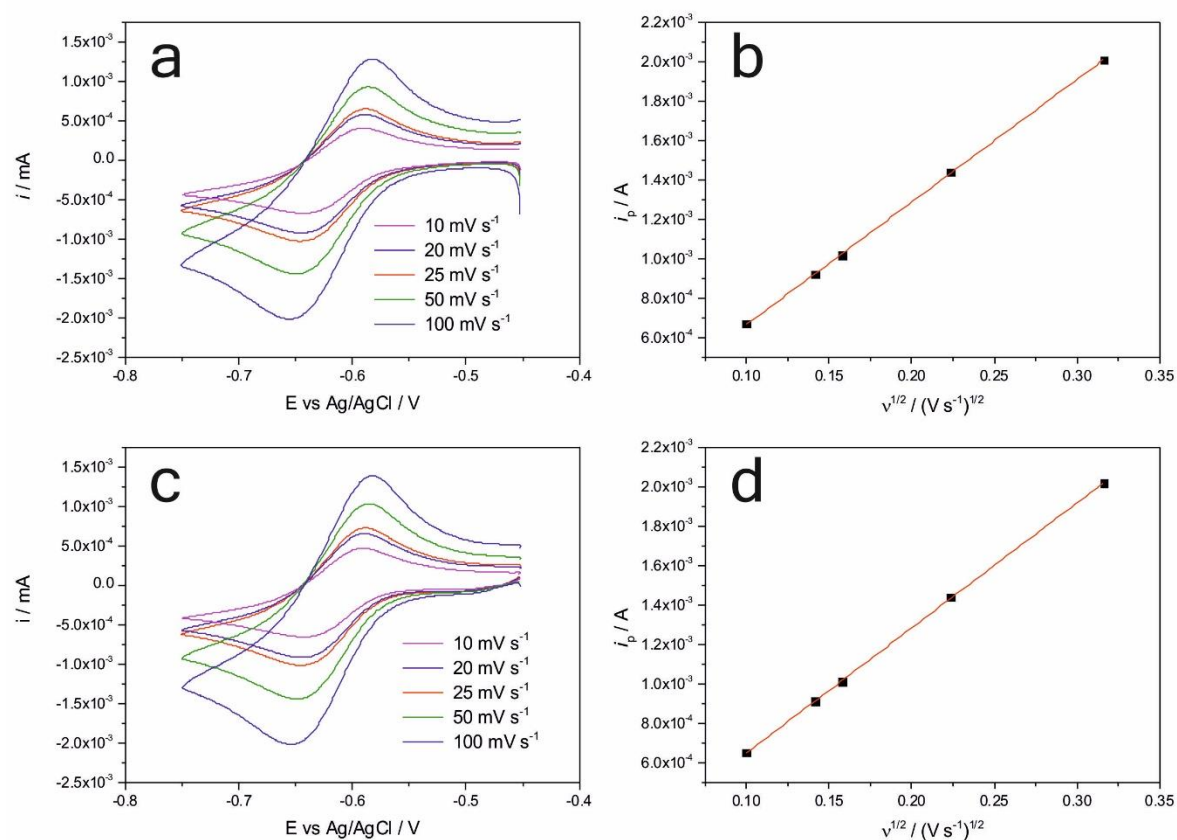 a
1.5x10⁻³
1.0x10⁻³
5.0x10⁻⁴
0.0
-5.0x10⁻⁴
-1.0x10⁻³
-1.5x10⁻³
-2.0x10⁻³
-2.5x10⁻³
i / mA
10 mV s⁻¹
20 mV s⁻¹
25 mV s⁻¹
50 mV s⁻¹
100 mV s⁻¹
-0.8 -0.7 -0.6 -0.5 -0.4
E vs Ag/AgCl / V
b
2.2x10⁻³
2.0x10⁻³
1.8x10⁻³
1.6x10⁻³
1.4x10⁻³
1.2x10⁻³
1.0x10⁻³
8.0x10⁻⁴
6.0x10⁻⁴
iₚ / A
0.10 0.15 0.20 0.25 0.30 0.35
ν¹ᐟ² / (V s⁻¹)¹ᐟ²
c
1.5x10⁻³
1.0x10⁻³
5.0x10⁻⁴
0.0
-5.0x10⁻⁴
-1.0x10⁻³
-1.5x10⁻³
-2.0x10⁻³
-2.5x10⁻³
i / mA
10 mV s⁻¹
20 mV s⁻¹
25 mV s⁻¹
50 mV s⁻¹
100 mV s⁻¹
-0.8 -0.7 -0.6 -0.5 -0.4
E vs Ag/AgCl / V
d
2.2x10⁻³
2.0x10⁻³
1.8x10⁻³
1.6x10⁻³
1.4x10⁻³
1.2x10⁻³
1.0x10⁻³
8.0x10⁻⁴
6.0x10⁻⁴
iₚ / A
0.10 0.15 0.20 0.25 0.30 0.35
ν¹ᐟ² / (V s⁻¹)¹ᐟ²